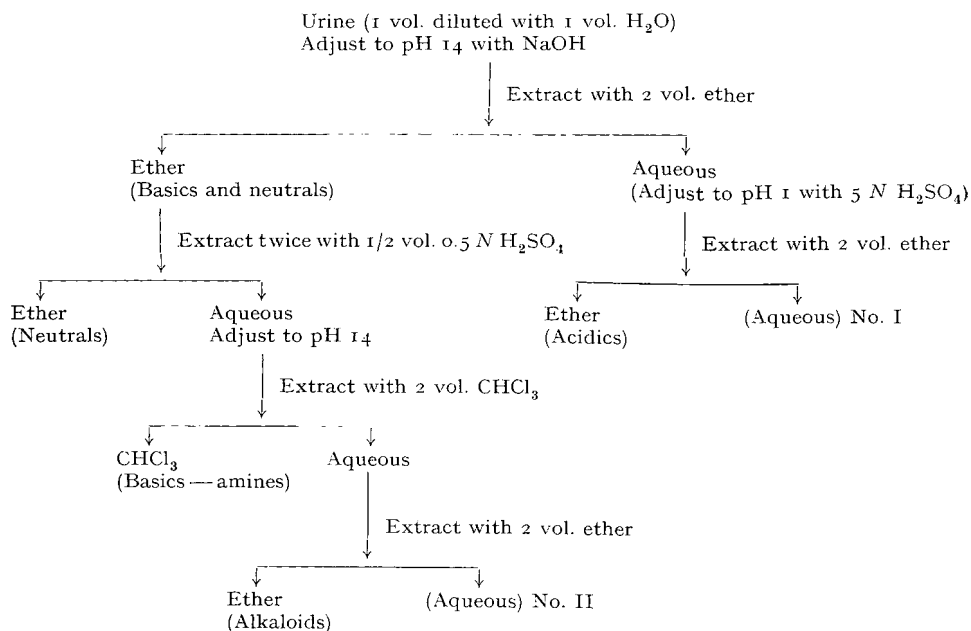 Urine (1 vol. diluted with 1 vol. H₂O)
Adjust to pH 14 with NaOH
Extract with 2 vol. ether
Ether
(Basics and neutrals)
Aqueous
(Adjust to pH 1 with 5 N H₂SO₄)
Extract twice with 1/2 vol. 0.5 N H₂SO₄
Extract with 2 vol. ether
Ether
(Neutrals)
Aqueous
Adjust to pH 14
Ether
(Acidics)
(Aqueous) No. I
Extract with 2 vol. CHCl₃
CHCl₃
(Basics — amines)
Aqueous
Extract with 2 vol. ether
Ether
(Alkaloids)
(Aqueous) No. II